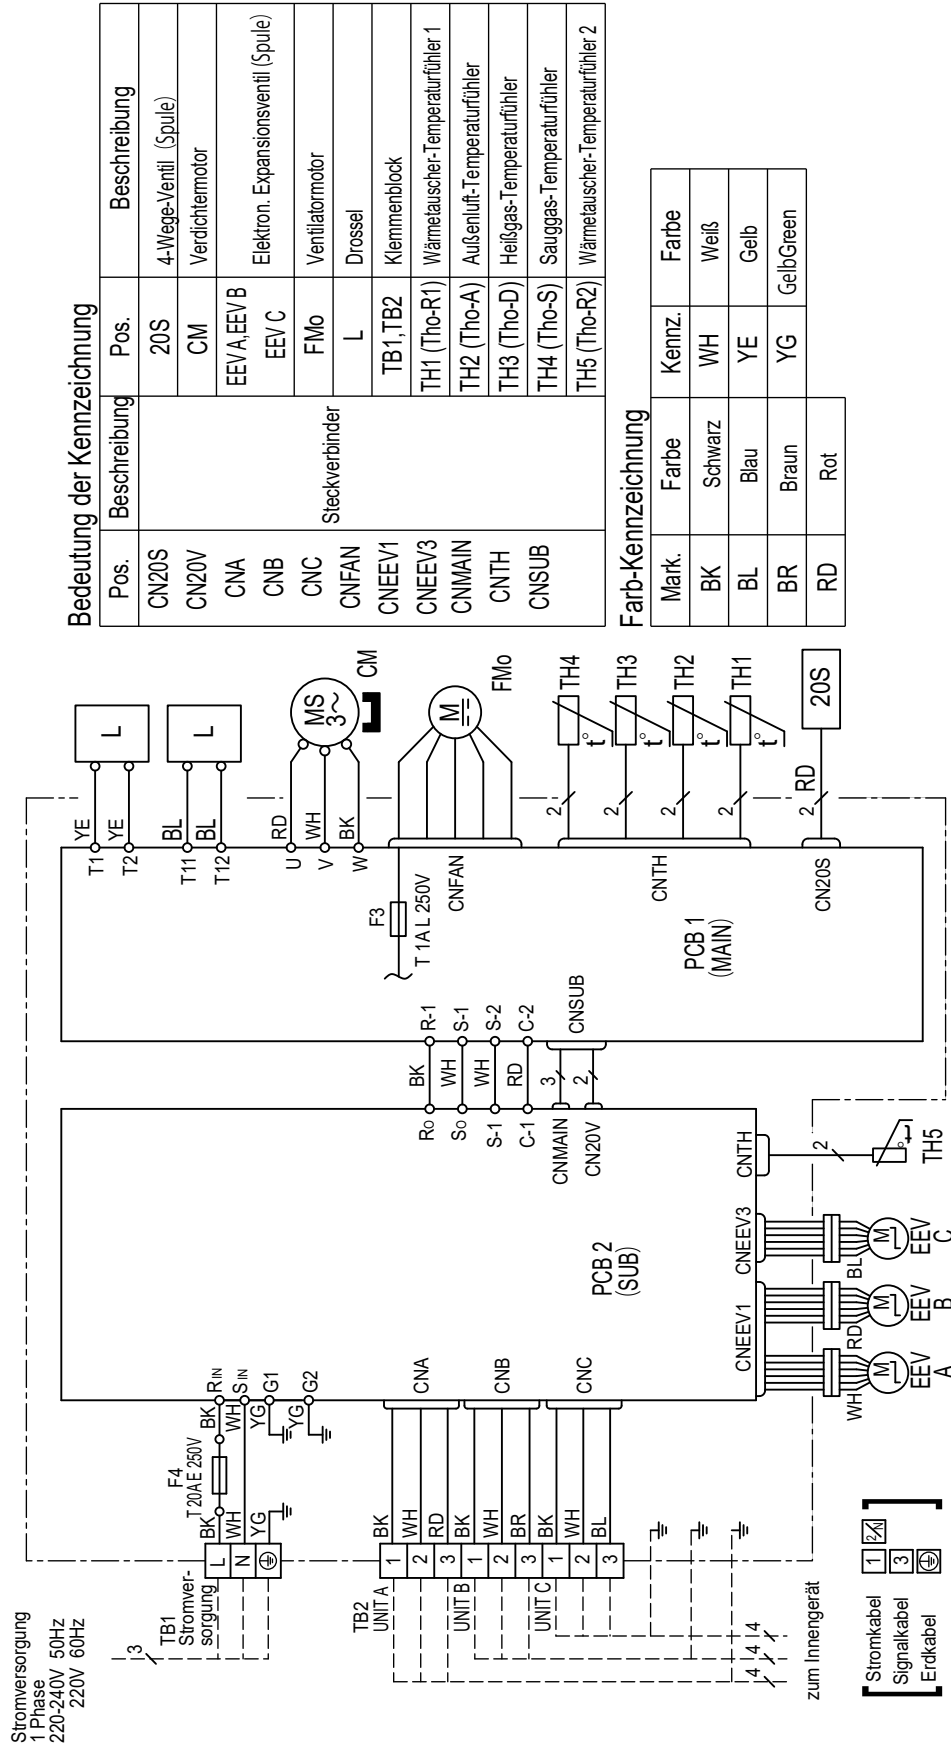 Stromversorgung
1 Phase
220-240V 50Hz
220V 60Hz
3
TB1
Stromver-
sorgung
L
N
BK
WH
YG
F4
T 20A E 250V
BK
WH
YG
YG
RIN
SIN
G1
G2
TB2
UNIT A
1
2
3
BK
WH
RD
CNA
UNIT B
1
2
3
BK
WH
BR
CNB
UNIT C
1
2
3
BK
WH
BL
CNC
4
4
4
zum Innengerät
Stromkabel
Signalkabel
Erdkabel
1
2/N
3
PCB 2
(SUB)
Ro
So
S-1
C-1
CNMAIN
CN20V
BK
WH
WH
RD
3
2
R-1
S-1
S-2
C-2
CNSUB
CNEEV1
CNEEV3
CNTH
WH
RD
BL
M
M
M
EEV
A
EEV
B
EEV
C
2
t°
TH5
PCB 1
(MAIN)
T1
T2
T11
T12
YE
YE
BL
BL
L
L
U
V
W
RD
WH
BK
MS
3~
CM
F3
T 1A L 250V
CNFAN
M
FMo
CNTH
2
2
2
2
t°
t°
t°
t°
TH4
TH3
TH2
TH1
CN20S
2
RD
20S
Bedeutung der Kennzeichnung
Pos. Beschreibung Pos. Beschreibung
CN20S 20S 4-Wege-Ventil (Spule)
CN20V CM Verdichtermotor
CNA EEV A,EEV B
CNB EEV C Elektron. Expansionsventil (Spule)
CNC FMo Ventilatormotor
Steckverbinder
CNFAN L Drossel
CNEEV1 TB1,TB2 Klemmenblock
CNEEV3 TH1 (Tho-R1) Wärmetauscher-Temperaturfühler 1
CNMAIN TH2 (Tho-A) Außenluft-Temperaturfühler
CNTH TH3 (Tho-D) Heißgas-Temperaturfühler
CNSUB TH4 (Tho-S) Sauggas-Temperaturfühler
TH5 (Tho-R2) Wärmetauscher-Temperaturfühler 2
Farb-Kennzeichnung
Mark. Farbe Kennz. Farbe
BK Schwarz WH Weiß
BL Blau YE Gelb
BR Braun YG GelbGreen
RD Rot